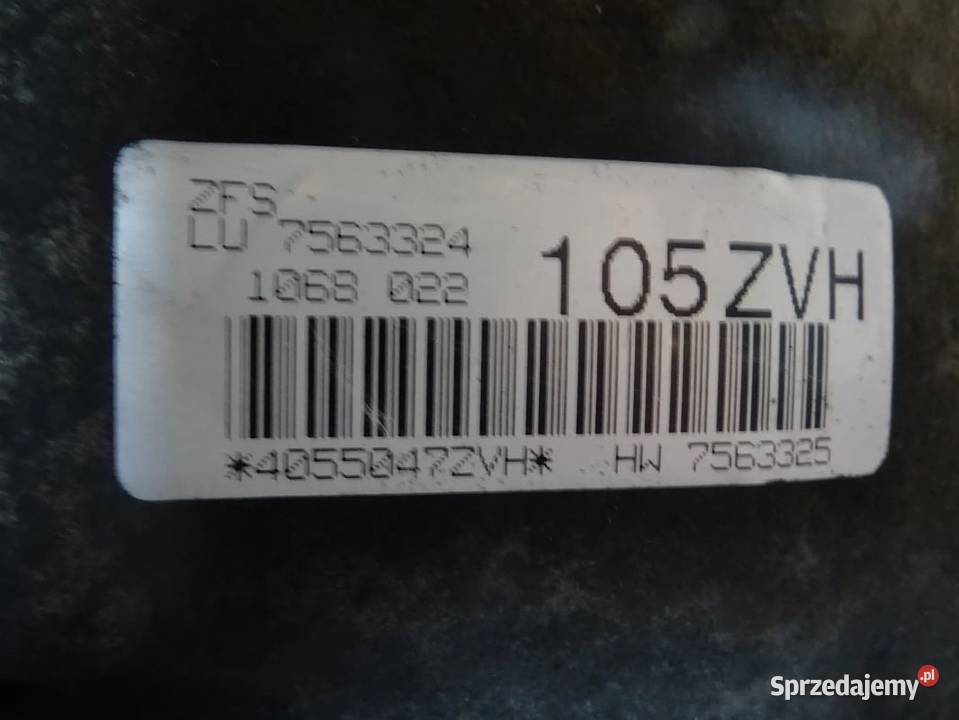 ZFS
LU 7563324
1068 022
105ZVH
*4055047ZVH* HW 7563325
Sprzedajemy.pl